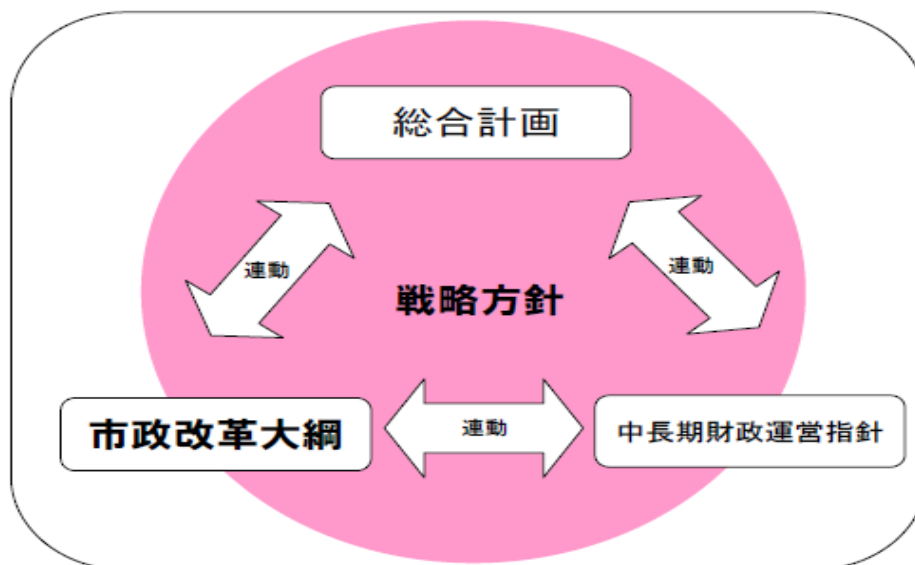 総合計画
連動
連動
戦略方針
市政改革大綱
連動
中長期財政運営指針